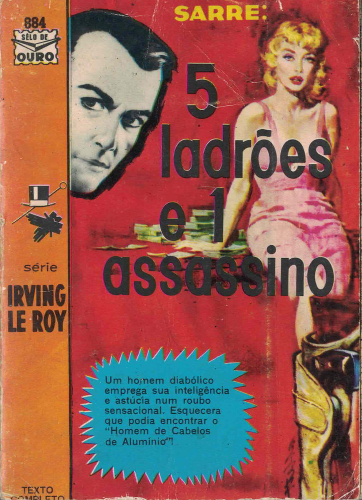 884
SÊLO DE
OURO
SARRE:
5
ladrões
e 1
assassino
série
IRVING
LE ROY
Um homem diabólico
emprega sua inteligência
e astúcia num roubo
sensacional. Esquecera
que podia encontrar o
"Homem de Cabelos
de Alumínio"!
TEXTO
COMPLETO